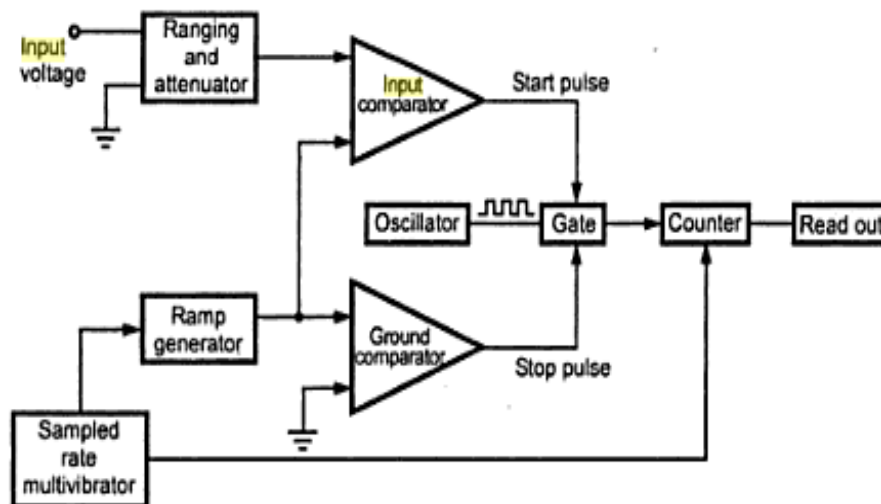 Input
voltage
Ranging
and
attenuator
Input
comparator
Start pulse
Oscillator
Gate
Counter
Read out
Ramp
generator
Ground
comparator
Stop pulse
Sampled
rate
multivibrator